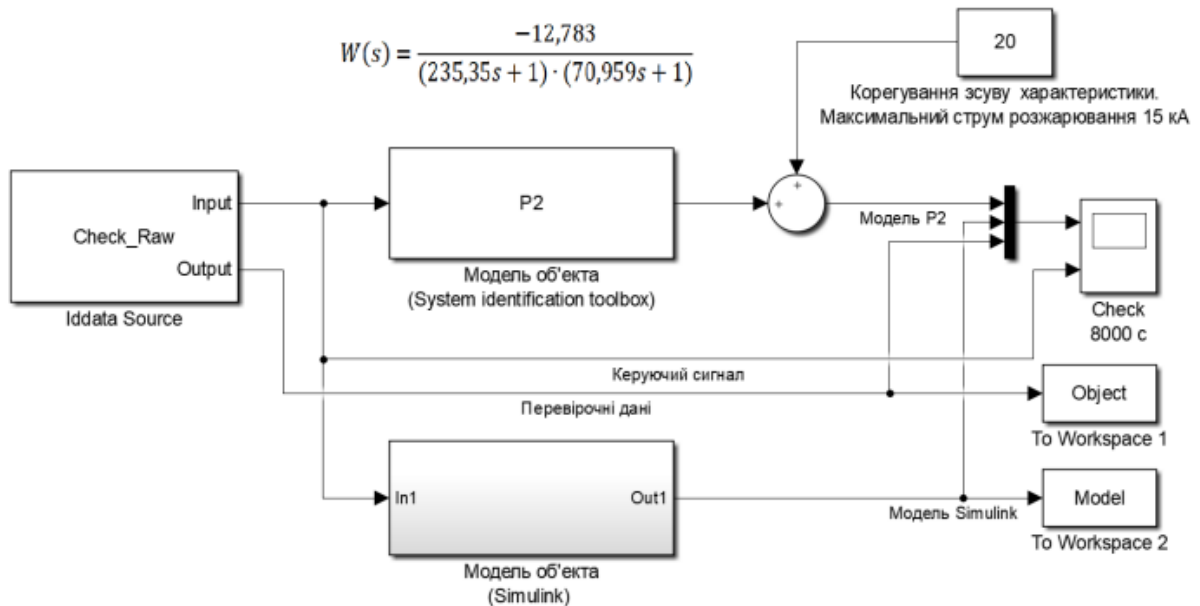 W(s) = -12,783 / (235,35s + 1) · (70,959s + 1)
20
Корегування зсуву характеристики.
Максимальний струм розжарювання 15 кА
Check_Raw
Input
Output
Iddata Source
P2
Модель об'екта
(System identification toolbox)
+
+
Модель P2
Check
8000 c
Керуючий сигнал
Перевірочні дані
Object
To Workspace 1
In1
Out1
Модель об'екта
(Simulink)
Модель Simulink
Model
To Workspace 2